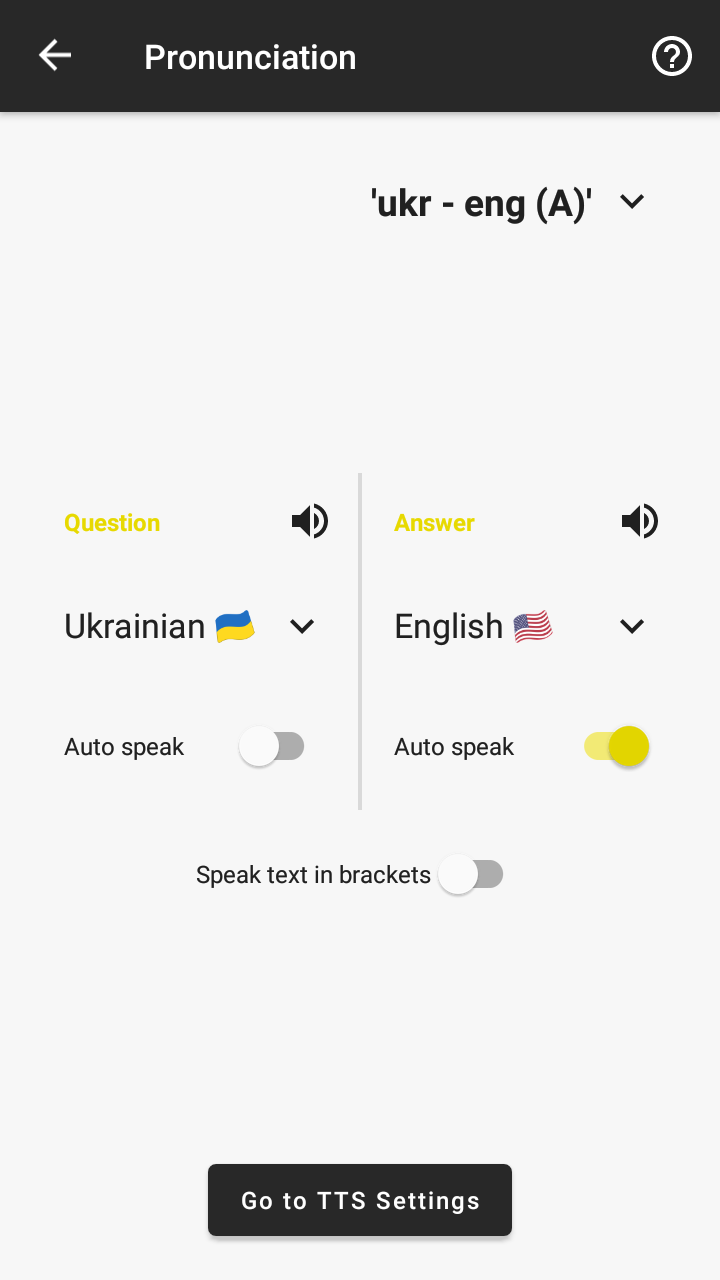 Pronunciation
'ukr - eng (A)'
Question
Answer
Ukrainian 🇺🇦
English 🇺🇸
Auto speak
Auto speak
Speak text in brackets
Go to TTS Settings